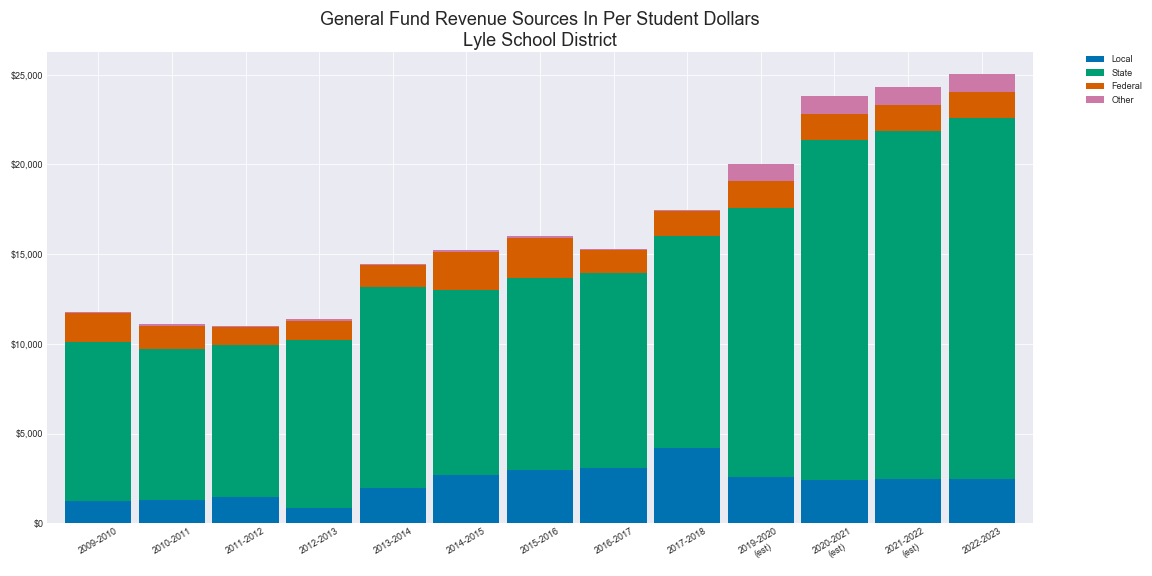 General Fund Revenue Sources In Per Student Dollars
Lyle School District
Local
State
Federal
Other
$25,000
$20,000
$15,000
$10,000
$5,000
$0
2009-2010
2010-2011
2011-2012
2012-2013
2013-2014
2014-2015
2015-2016
2016-2017
2017-2018
2019-2020
(est)
2020-2021
(est)
2021-2022
(est)
2022-2023